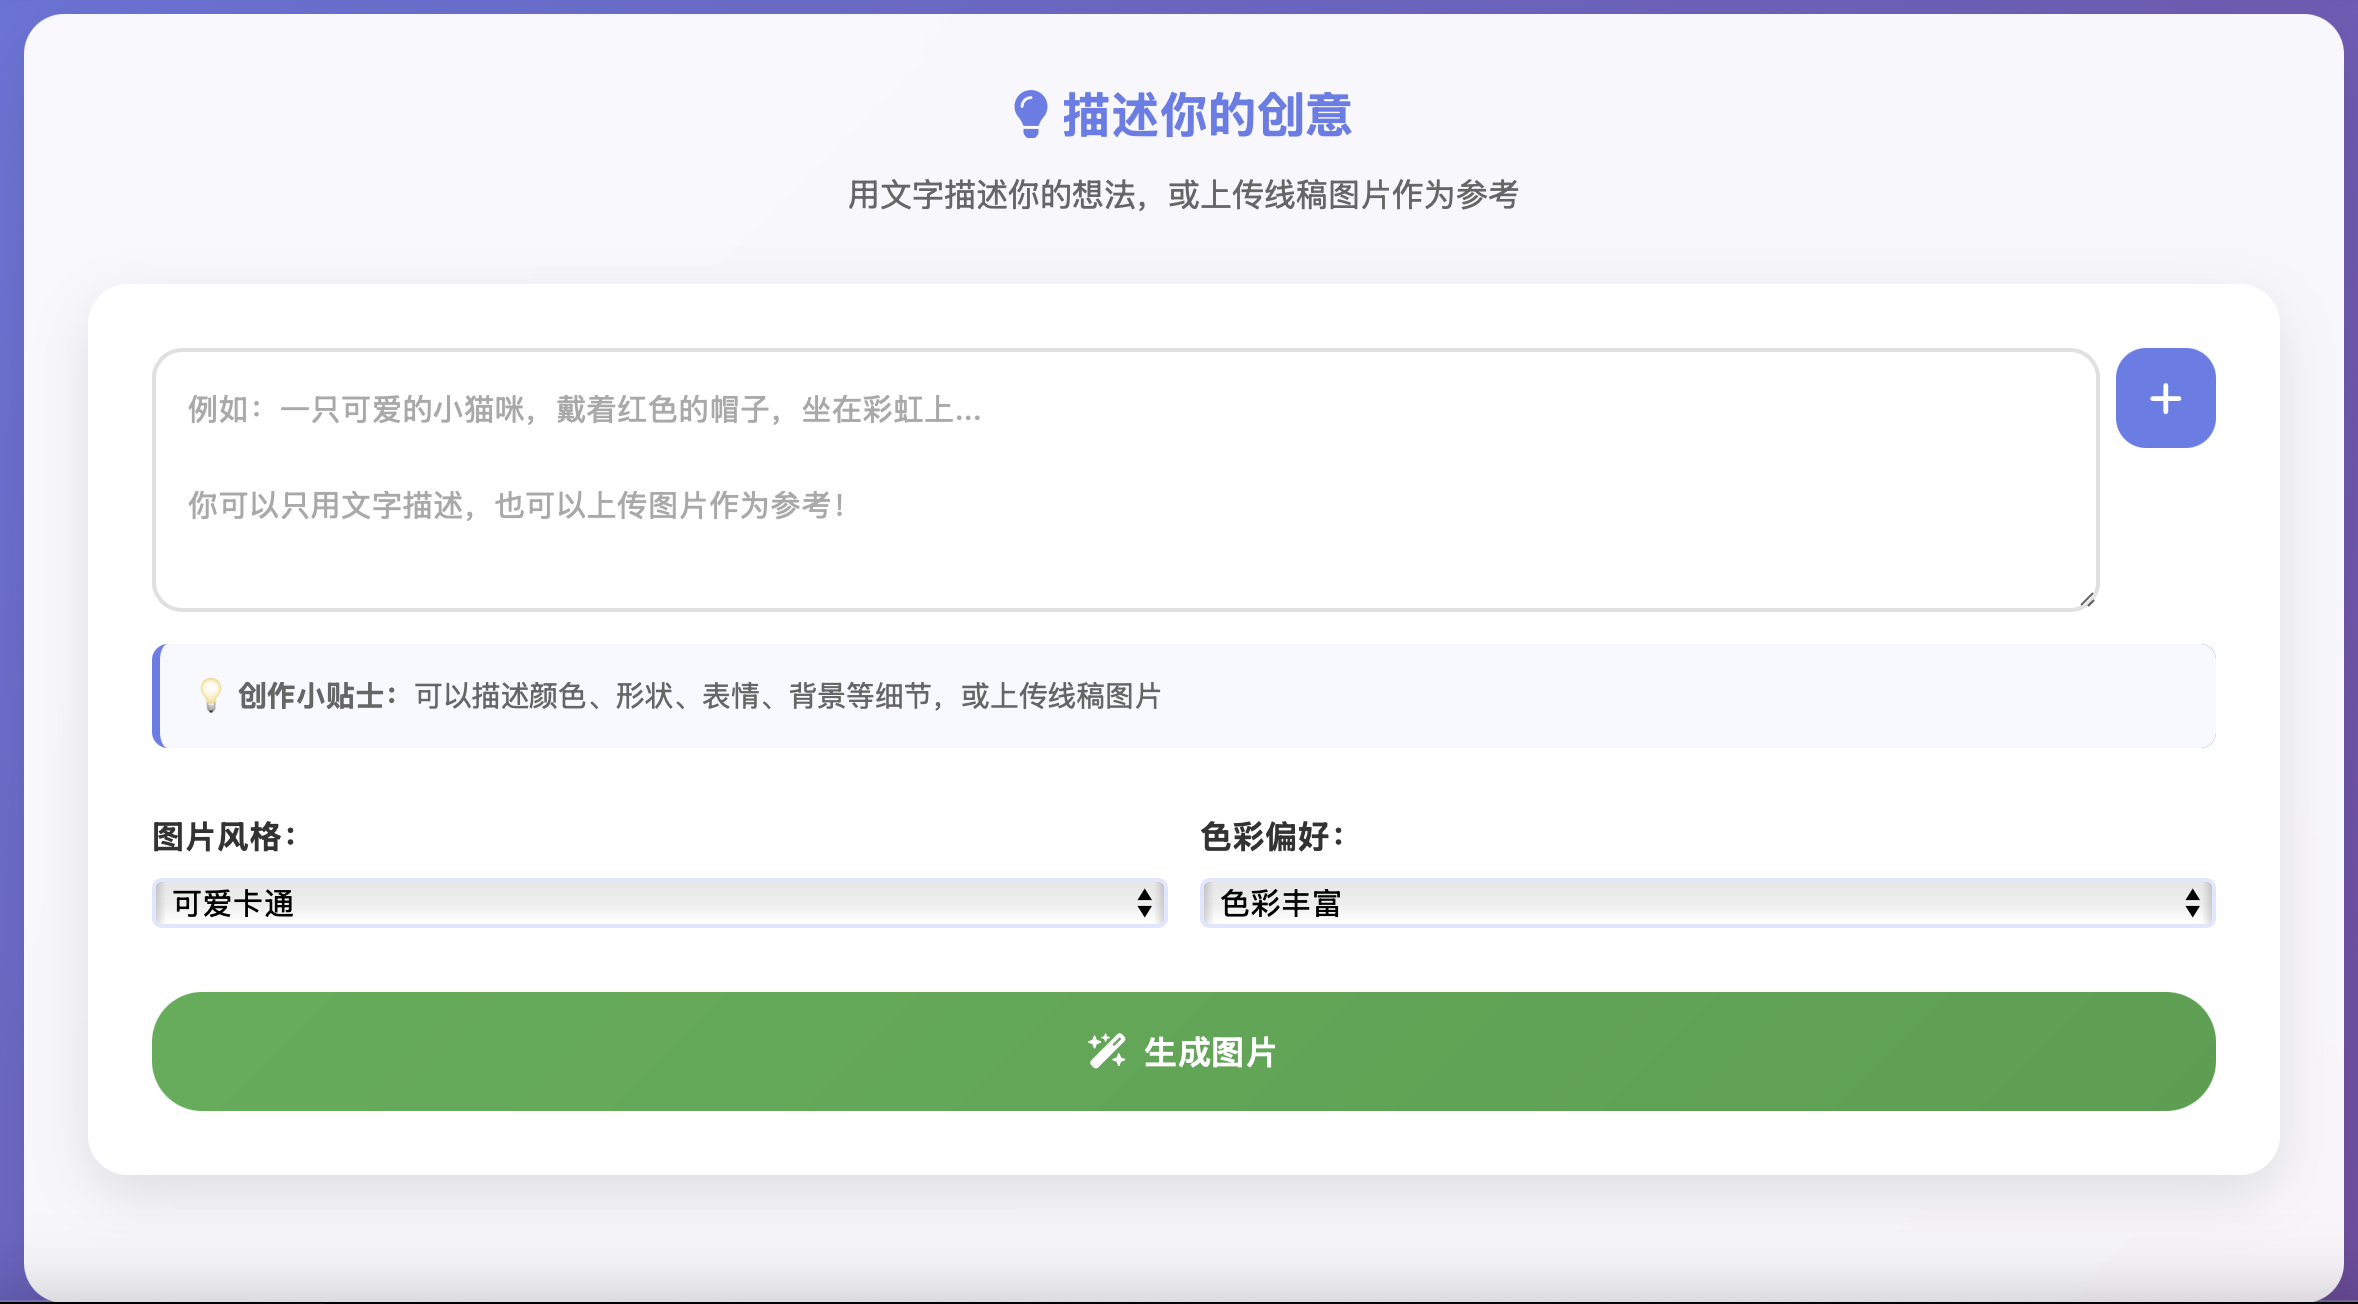 描述你的创意
用文字描述你的想法，或上传线稿图片作为参考
例如：一只可爱的小猫咪，戴着红色的帽子，坐在彩虹上...
你可以只用文字描述，也可以上传图片作为参考！
💡 创作小贴士：可以描述颜色、形状、表情、背景等细节，或上传线稿图片
图片风格：
色彩偏好：
可爱卡通
色彩丰富
生成图片